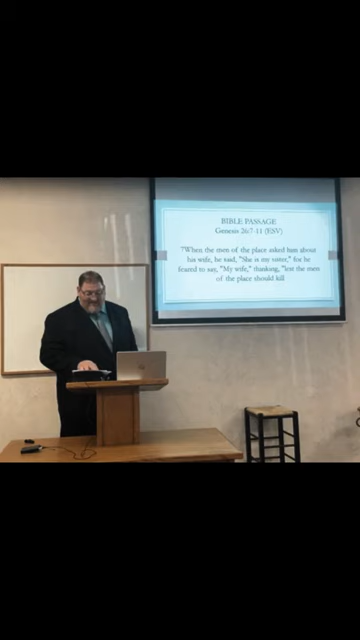 BIBLE PASSAGE
Genesis 26:7-11 (ESV)
7When the men of the place asked him about
his wife, he said, "She is my sister," for he
feared to say, "My wife," thinking, "lest the men
of the place should kill